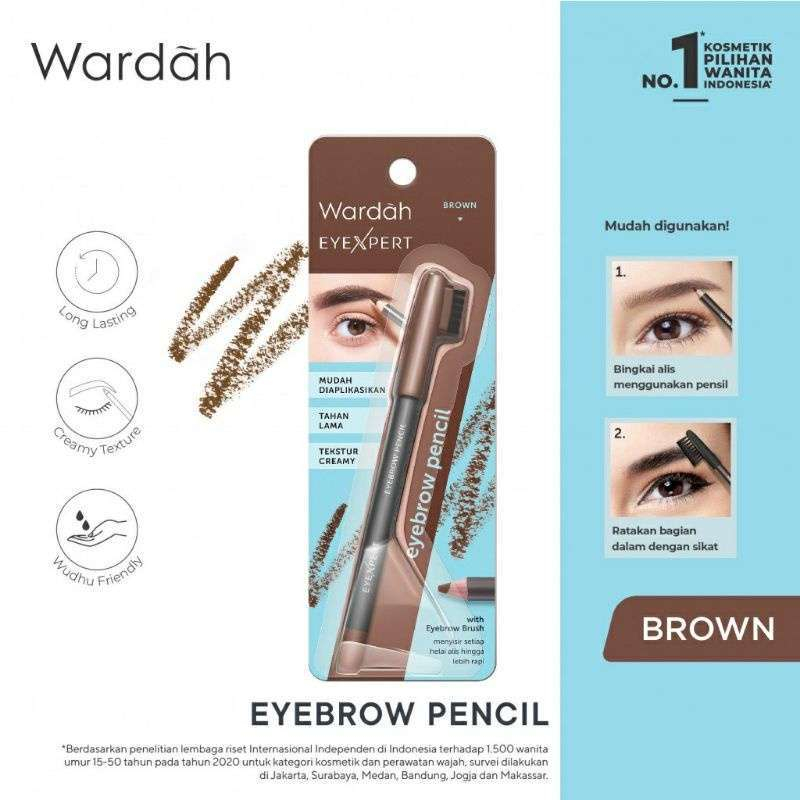 Wardah
NO.1*
KOSMETIK
PILIHAN
WANITA
INDONESIA*
Long Lasting
Creamy Texture
Wudhu Friendly
Wardah
BROWN
EYEXPERT
MUDAH
DIAPLIKASIKAN
TAHAN
LAMA
TEKSTUR
CREAMY
EYEBROW PENCIL
EYEXPERT
eyebrow pencil
with
Eyebrow Brush
menyisir setiap
helai alis hingga
lebih rapi
Mudah digunakan!
1.
Bingkai alis
menggunakan pensil
2.
Ratakan bagian
dalam dengan sikat
BROWN
EYEBROW PENCIL
*Berdasarkan penelitian lembaga riset Internasional Independen di Indonesia terhadap 1.500 wanita
umur 15-50 tahun pada tahun 2020 untuk kategori kosmetik dan perawatan wajah, survei dilakukan
di Jakarta, Surabaya, Medan, Bandung, Jogja dan Makassar.